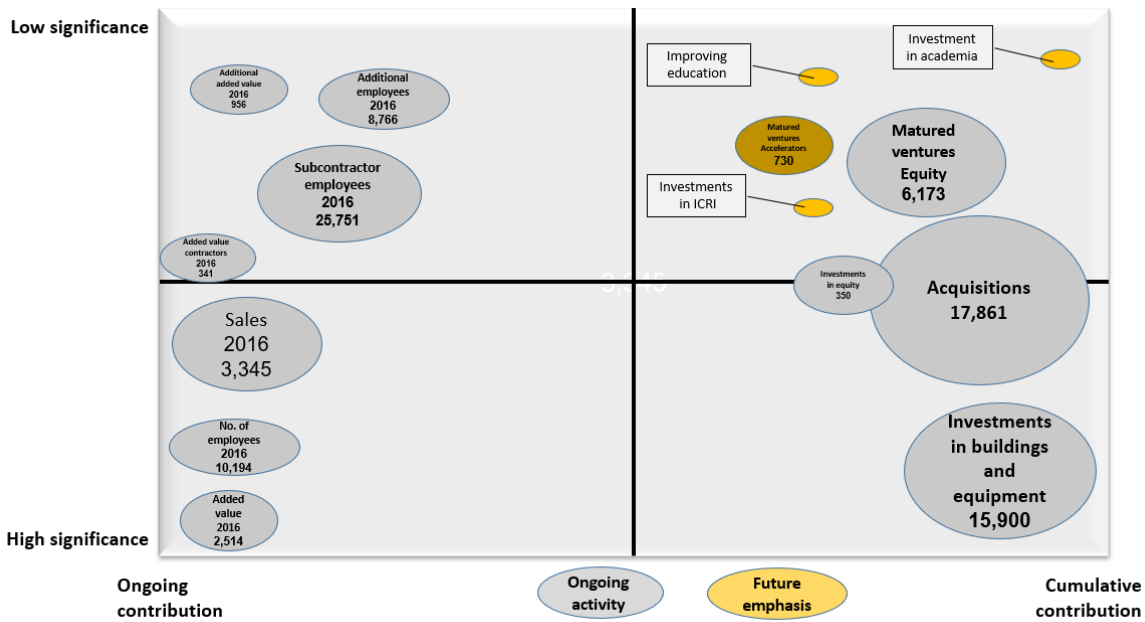 Low significance
Additional
added value
2016
956
Additional
employees
2016
8,766
Subcontractor
employees
2016
25,751
Added value
contractors
2016
341
Improving
education
Investment
in academia
Matured
ventures
Accelerators
730
Matured
ventures
Equity
6,173
Investments
in ICRI
3,345
Investments
in equity
350
Acquisitions
17,861
Sales
2016
3,345
No. of
employees
2016
10,194
Added
value
2016
2,514
Investments
in buildings
and
equipment
15,900
High significance
Ongoing
contribution
Ongoing
activity
Future
emphasis
Cumulative
contribution